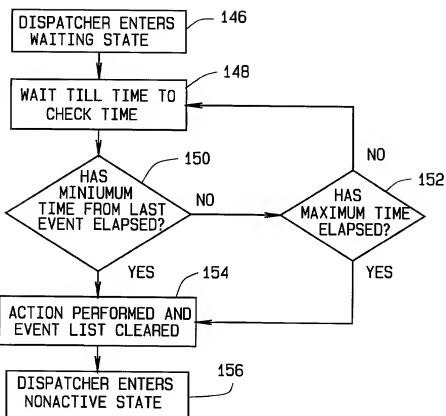 DISPATCHER ENTERS
WAITING STATE
146
WAIT TILL TIME TO
CHECK TIME
148
HAS
MINIUMUM
TIME FROM LAST
EVENT ELAPSED?
150
NO
HAS
MAXIMUM TIME
ELAPSED?
152
NO
YES
YES
ACTION PERFORMED AND
EVENT LIST CLEARED
154
DISPATCHER ENTERS
NONACTIVE STATE
156